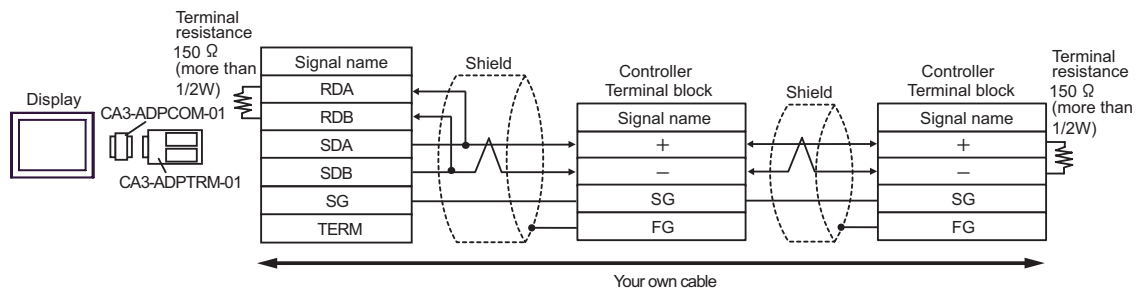 Terminal
resistance
150 Ω
(more than
1/2W)
Display
CA3-ADPCOM-01
CA3-ADPTRM-01
Signal name
RDA
RDB
SDA
SDB
SG
TERM
Shield
Controller
Terminal block
Signal name
+
−
SG
FG
Shield
Controller
Terminal block
Signal name
+
−
SG
FG
Terminal
resistance
150 Ω
(more than
1/2W)
Your own cable